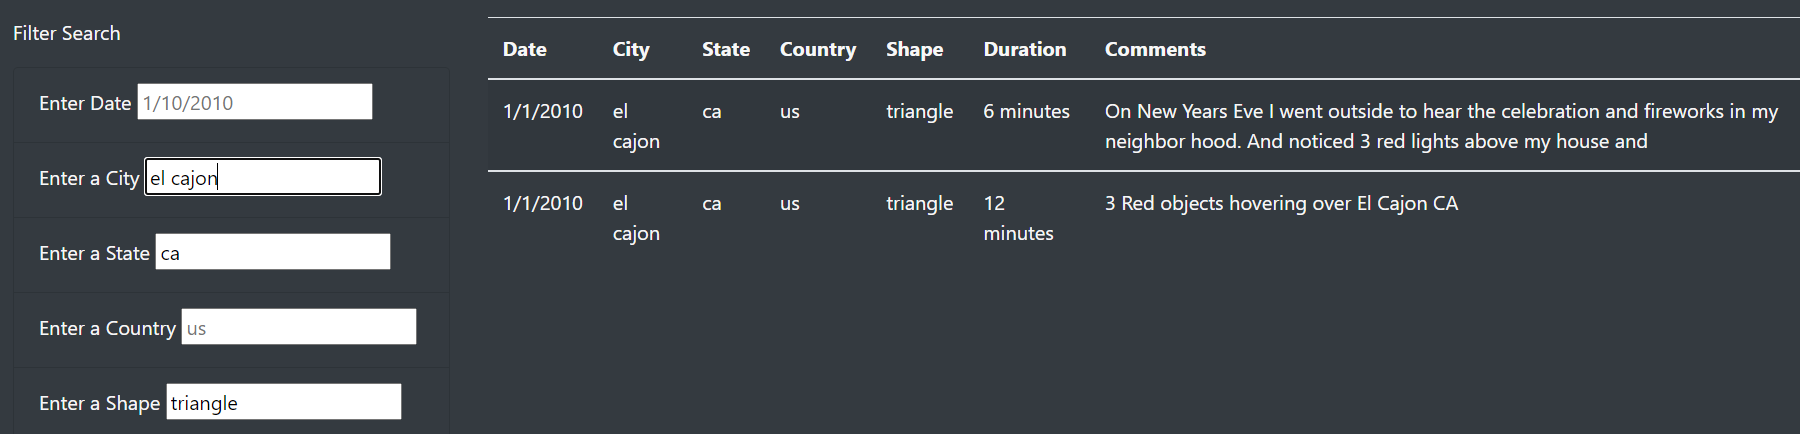 Filter Search
Enter Date 1/10/2010
Enter a City el cajon
Enter a State ca
Enter a Country us
Enter a Shape triangle
Date City State Country Shape Duration Comments
1/1/2010 el ca us triangle 6 minutes On New Years Eve I went outside to hear the celebration and fireworks in my
cajon neighbor hood. And noticed 3 red lights above my house and
1/1/2010 el ca us triangle 12 3 Red objects hovering over El Cajon CA
cajon minutes